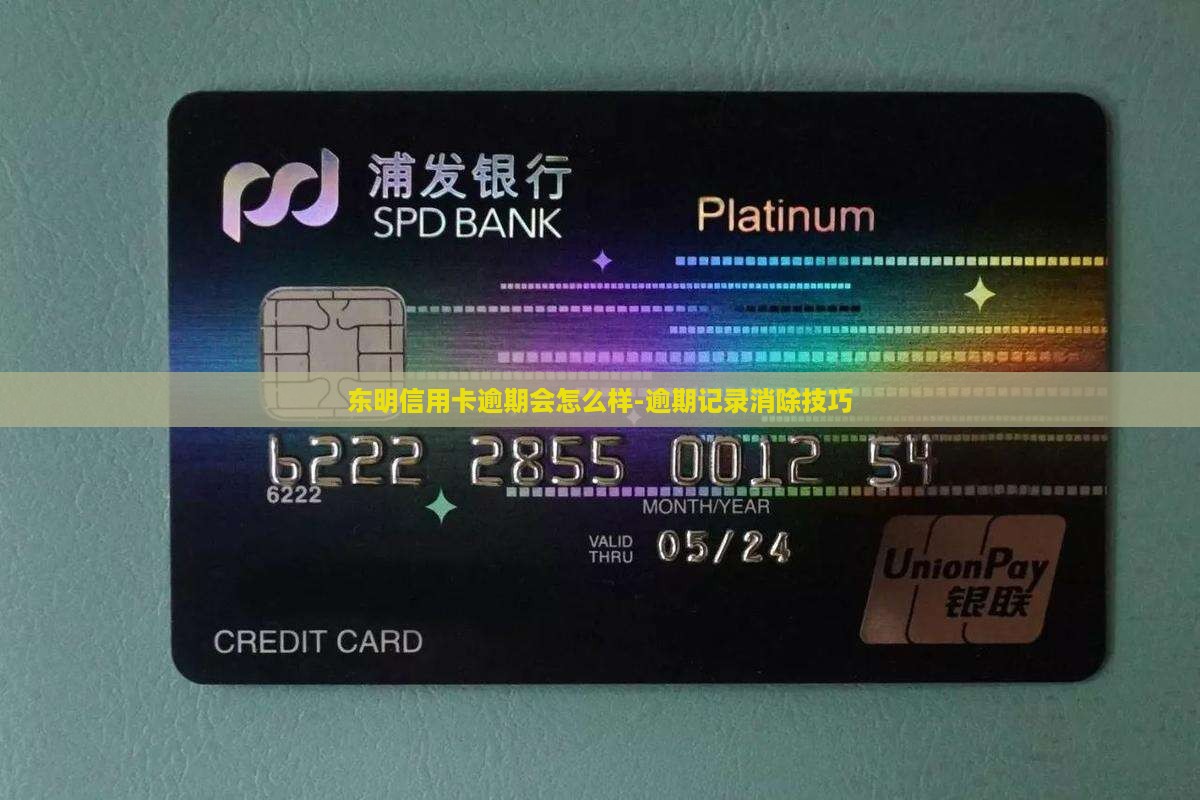 浦发银行
SPD BANK
Platinum
东明信用卡逾期会怎么样-逾期记录消除技巧
6222 2855 0012 54
6222
MONTH/YEAR
VALID
THRU
05/24
UnionPay
银联
CREDIT CARD